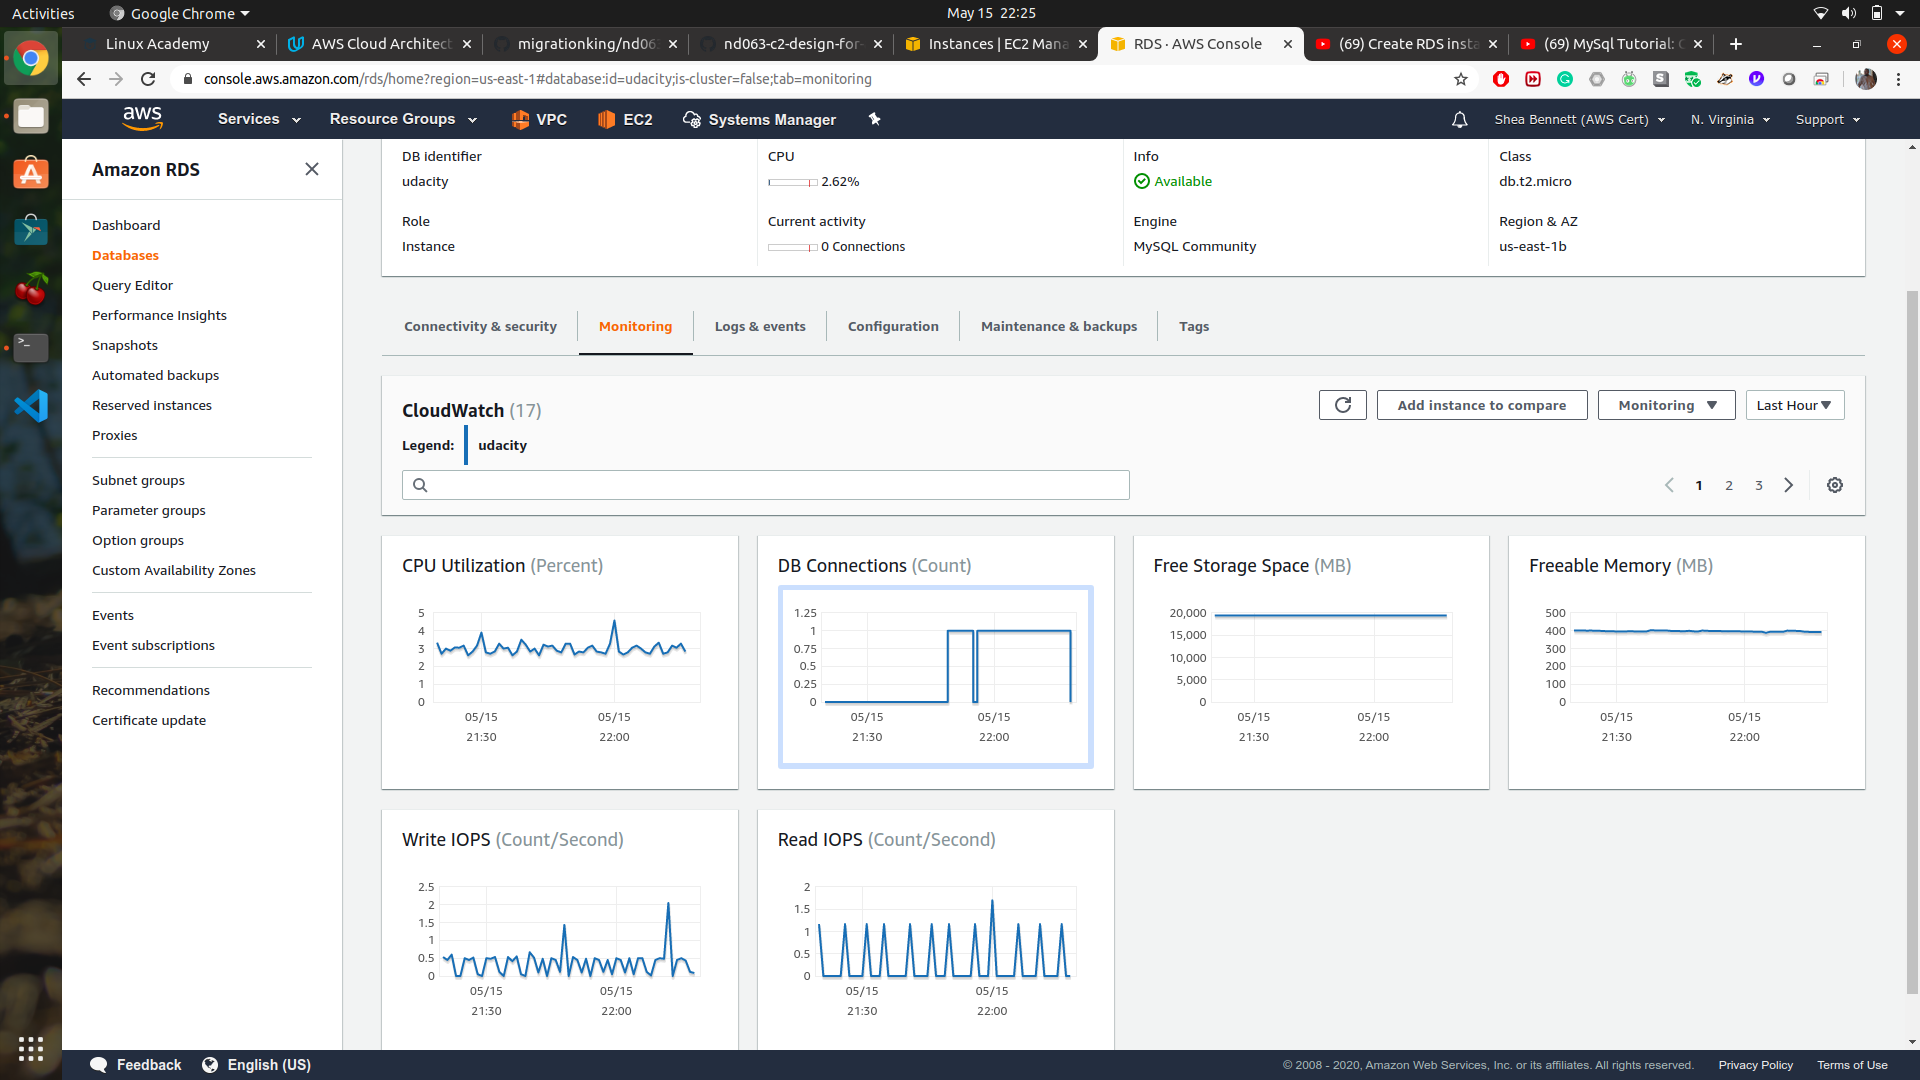 Activities
Google Chrome
May 15 22:25
Linux Academy
AWS Cloud Architect
migrationking/nd063
nd063-c2-design-for-
Instances | EC2 Mana
RDS · AWS Console
(69) Create RDS insta
(69) MySql Tutorial: C
console.aws.amazon.com/rds/home?region=us-east-1#database:id=udacity;is-cluster=false;tab=monitoring
aws
Services
Resource Groups
VPC
EC2
Systems Manager
Shea Bennett (AWS Cert)
N. Virginia
Support
Amazon RDS
Dashboard
Databases
Query Editor
Performance Insights
Snapshots
Automated backups
Reserved instances
Proxies
Subnet groups
Parameter groups
Option groups
Custom Availability Zones
Events
Event subscriptions
Recommendations
Certificate update
DB identifier
udacity
CPU
2.62%
Info
Available
Class
db.t2.micro
Role
Instance
Current activity
0 Connections
Engine
MySQL Community
Region & AZ
us-east-1b
Connectivity & security
Monitoring
Logs & events
Configuration
Maintenance & backups
Tags
CloudWatch (17)
Add instance to compare
Monitoring
Last Hour
Legend:
udacity
1 2 3
CPU Utilization (Percent)
5
4
3
2
1
0
05/15 05/15
21:30 22:00
DB Connections (Count)
1.25
1
0.75
0.5
0.25
0
05/15 05/15
21:30 22:00
Free Storage Space (MB)
20,000
15,000
10,000
5,000
0
05/15 05/15
21:30 22:00
Freeable Memory (MB)
500
400
300
200
100
0
05/15 05/15
21:30 22:00
Write IOPS (Count/Second)
2.5
2
1.5
1
0.5
0
05/15 05/15
21:30 22:00
Read IOPS (Count/Second)
2
1.5
1
0.5
0
05/15 05/15
21:30 22:00
Feedback
English (US)
© 2008 - 2020, Amazon Web Services, Inc. or its affiliates. All rights reserved.
Privacy Policy
Terms of Use